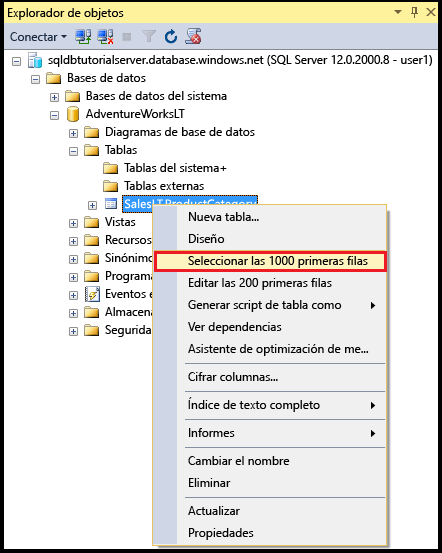 Explorador de objetos
Conectar
sqldbtutorialserver.database.windows.net (SQL Server 12.0.2000.8 - user1)
Bases de datos
Bases de datos del sistema
AdventureWorksLT
Diagramas de base de datos
Tablas
Tablas del sistema+
Tablas externas
SalesLT.ProductCategory
Vistas
Recursos
Sinónimo
Programa
Eventos e
Almacena
Segurida
Nueva tabla...
Diseño
Seleccionar las 1000 primeras filas
Editar las 200 primeras filas
Generar script de tabla como
Ver dependencias
Asistente de optimización de me...
Cifrar columnas...
Índice de texto completo
Informes
Cambiar el nombre
Eliminar
Actualizar
Propiedades